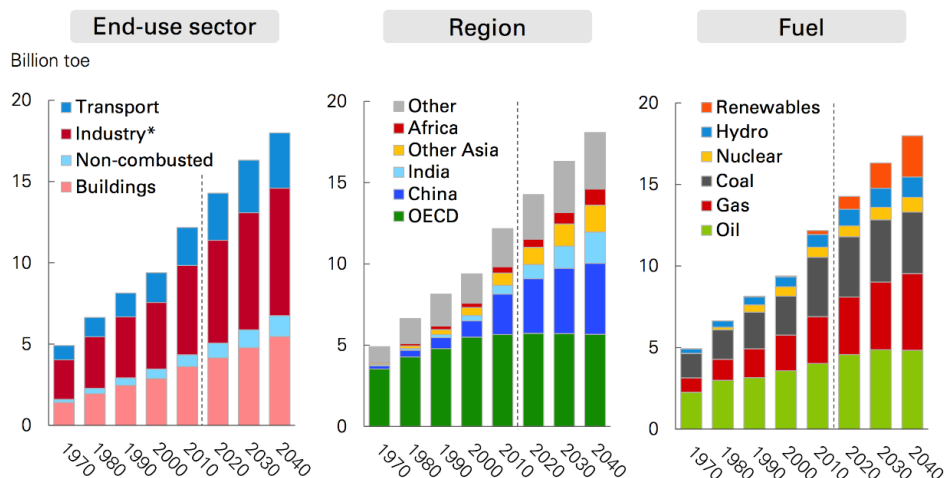 End-use sector
Region
Fuel
Billion toe
20
15
10
5
0
Transport
Industry*
Non-combusted
Buildings
1970
1980
1990
2000
2010
2020
2030
2040
20
15
10
5
0
Other
Africa
Other Asia
India
China
OECD
1970
1980
1990
2000
2010
2020
2030
2040
20
15
10
5
0
Renewables
Hydro
Nuclear
Coal
Gas
Oil
1970
1980
1990
2000
2010
2020
2030
2040